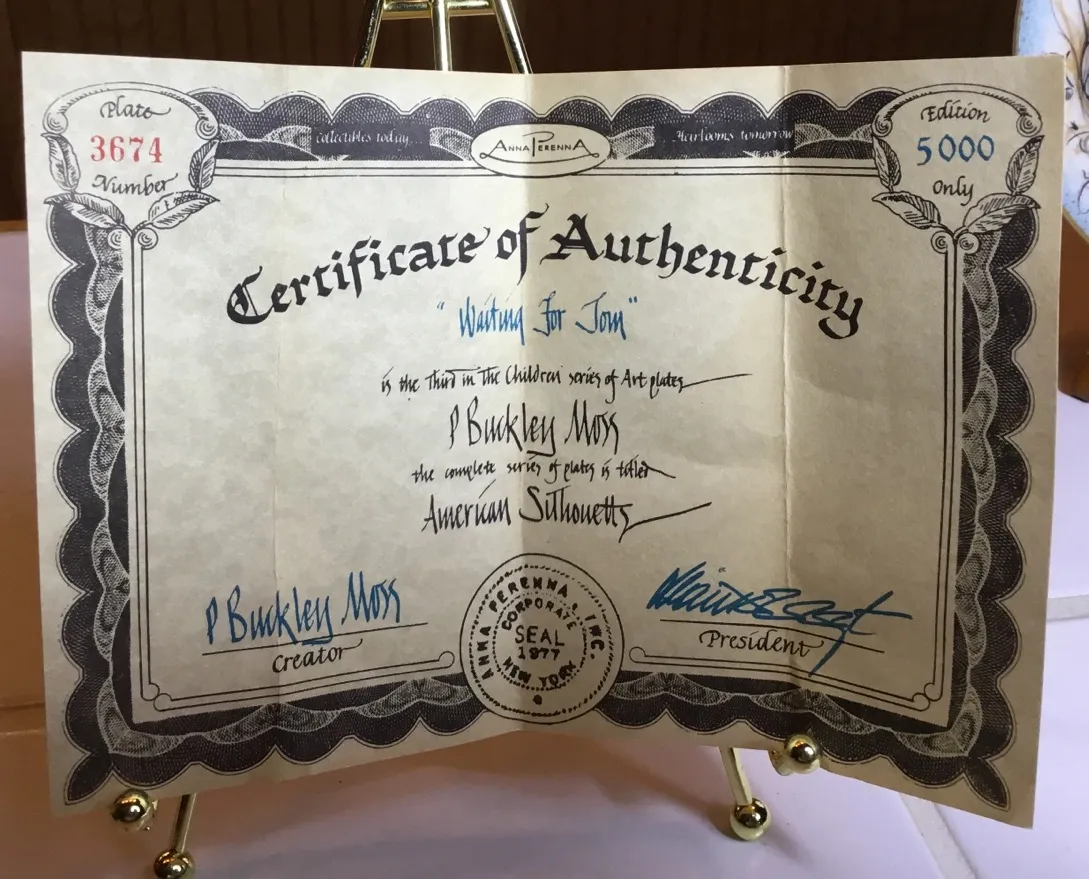 Plate
3674
Number
Collectibles today...
ANNA PERENNA
Heirlooms tomorrow
Edition
5000
Only
Certificate of Authenticity
"Waiting For Tom"
is the Third in The Children series of Art plates
P Buckley Moss
the complete series of plates is titled
American Silhouettes
P Buckley Moss
Creator
ANNA PERENNA, INC.
CORPORATE
SEAL
1977
NEW YORK
President